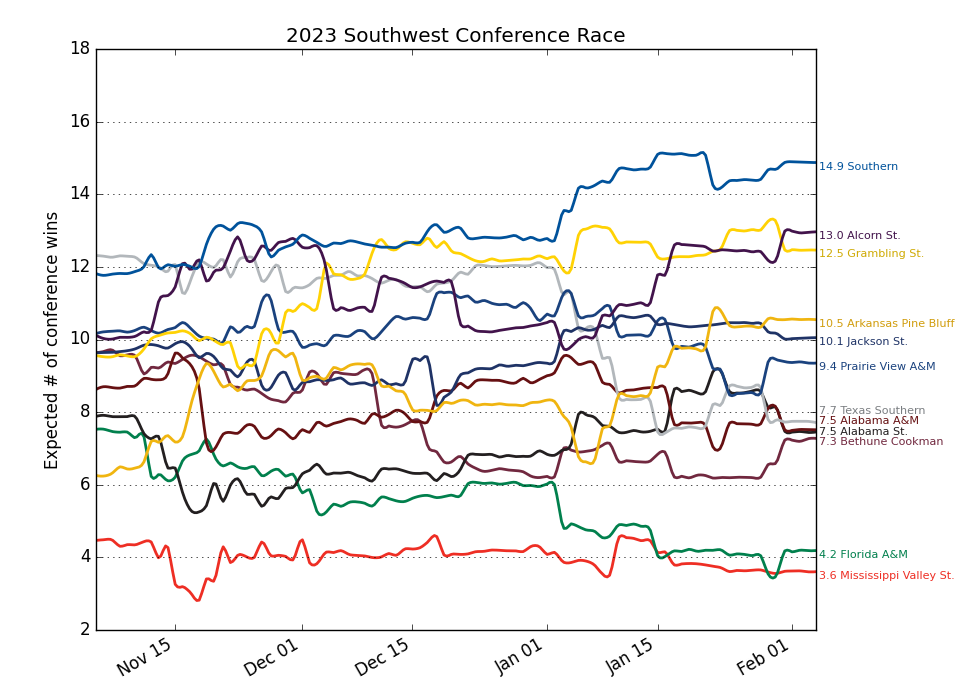 2023 Southwest Conference Race
Expected # of conference wins
18
16
14
12
10
8
6
4
2
Nov 15
Dec 01
Dec 15
Jan 01
Jan 15
Feb 01
14.9 Southern
13.0 Alcorn St.
12.5 Grambling St.
10.5 Arkansas Pine Bluff
10.1 Jackson St.
9.4 Prairie View A&M
7.7 Texas Southern
7.5 Alabama A&M
7.5 Alabama St.
7.3 Bethune Cookman
4.2 Florida A&M
3.6 Mississippi Valley St.